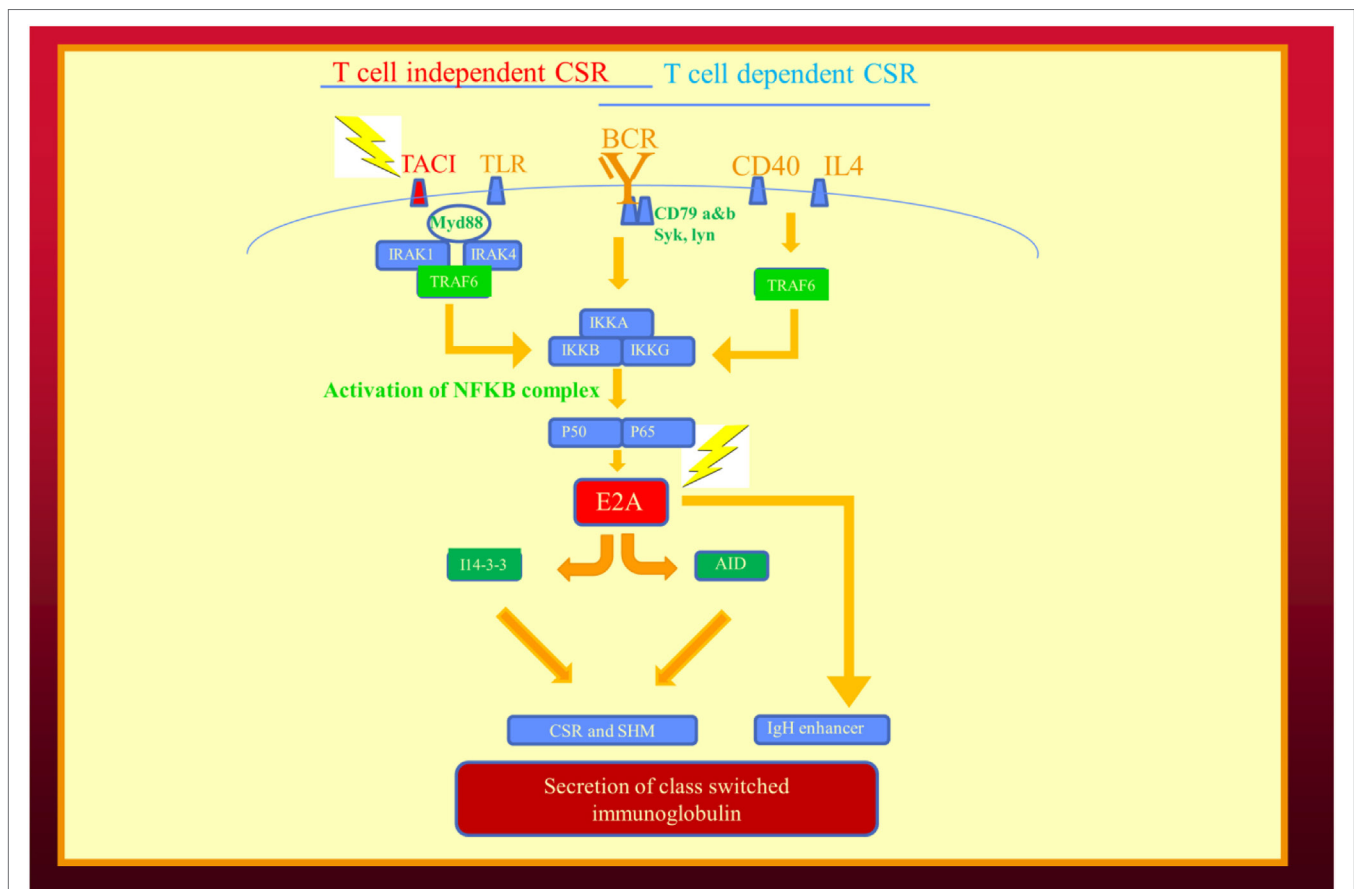 T cell independent CSR
T cell dependent CSR
BCR
TACI
TLR
CD40
IL4
Myd88
CD79 a&b
Syk, lyn
IRAK1
IRAK4
TRAF6
TRAF6
IKKA
IKKB
IKKG
Activation of NFKB complex
P50
P65
E2A
I14-3-3
AID
CSR and SHM
IgH enhancer
Secretion of class switched
immunoglobulin